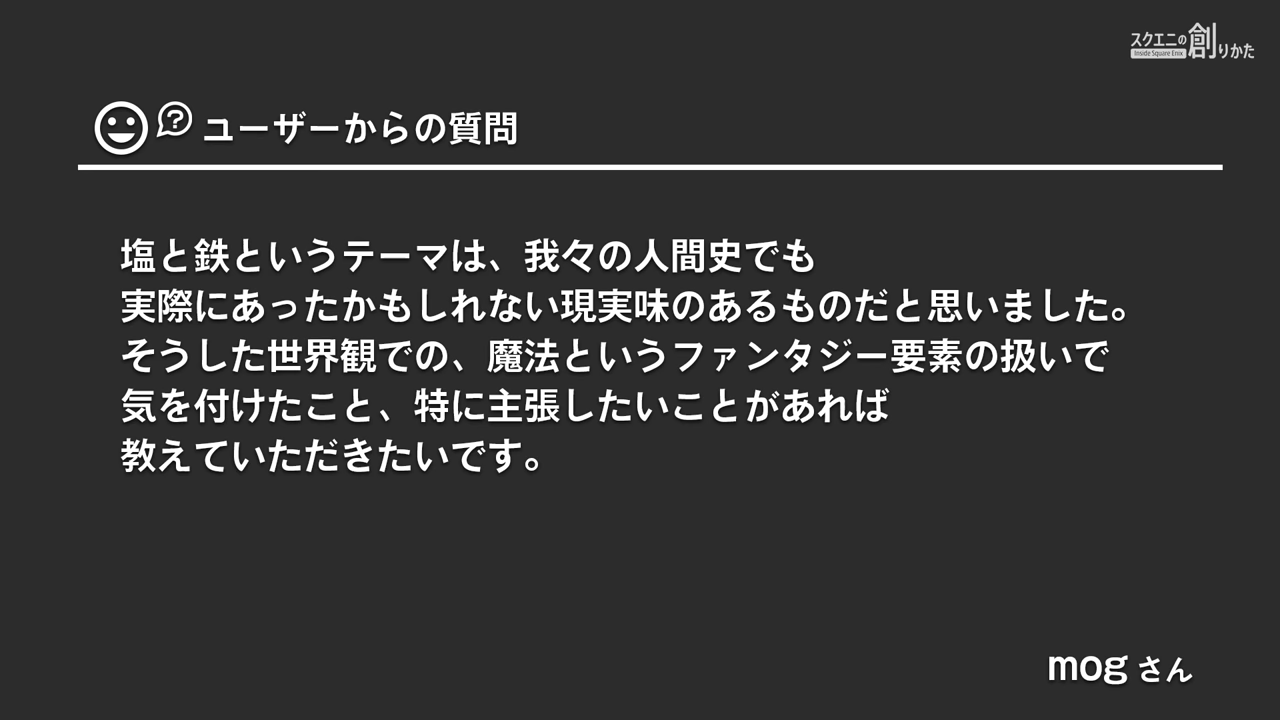 スクエニの創りかた
Inside Square Enix
ユーザーからの質問
塩と鉄というテーマは、我々の人間史でも
実際にあったかもしれない現実味のあるものだと思いました。
そうした世界観での、魔法というファンタジー要素の扱いで
気を付けたこと、特に主張したいことがあれば
教えていただきたいです。
mog さん